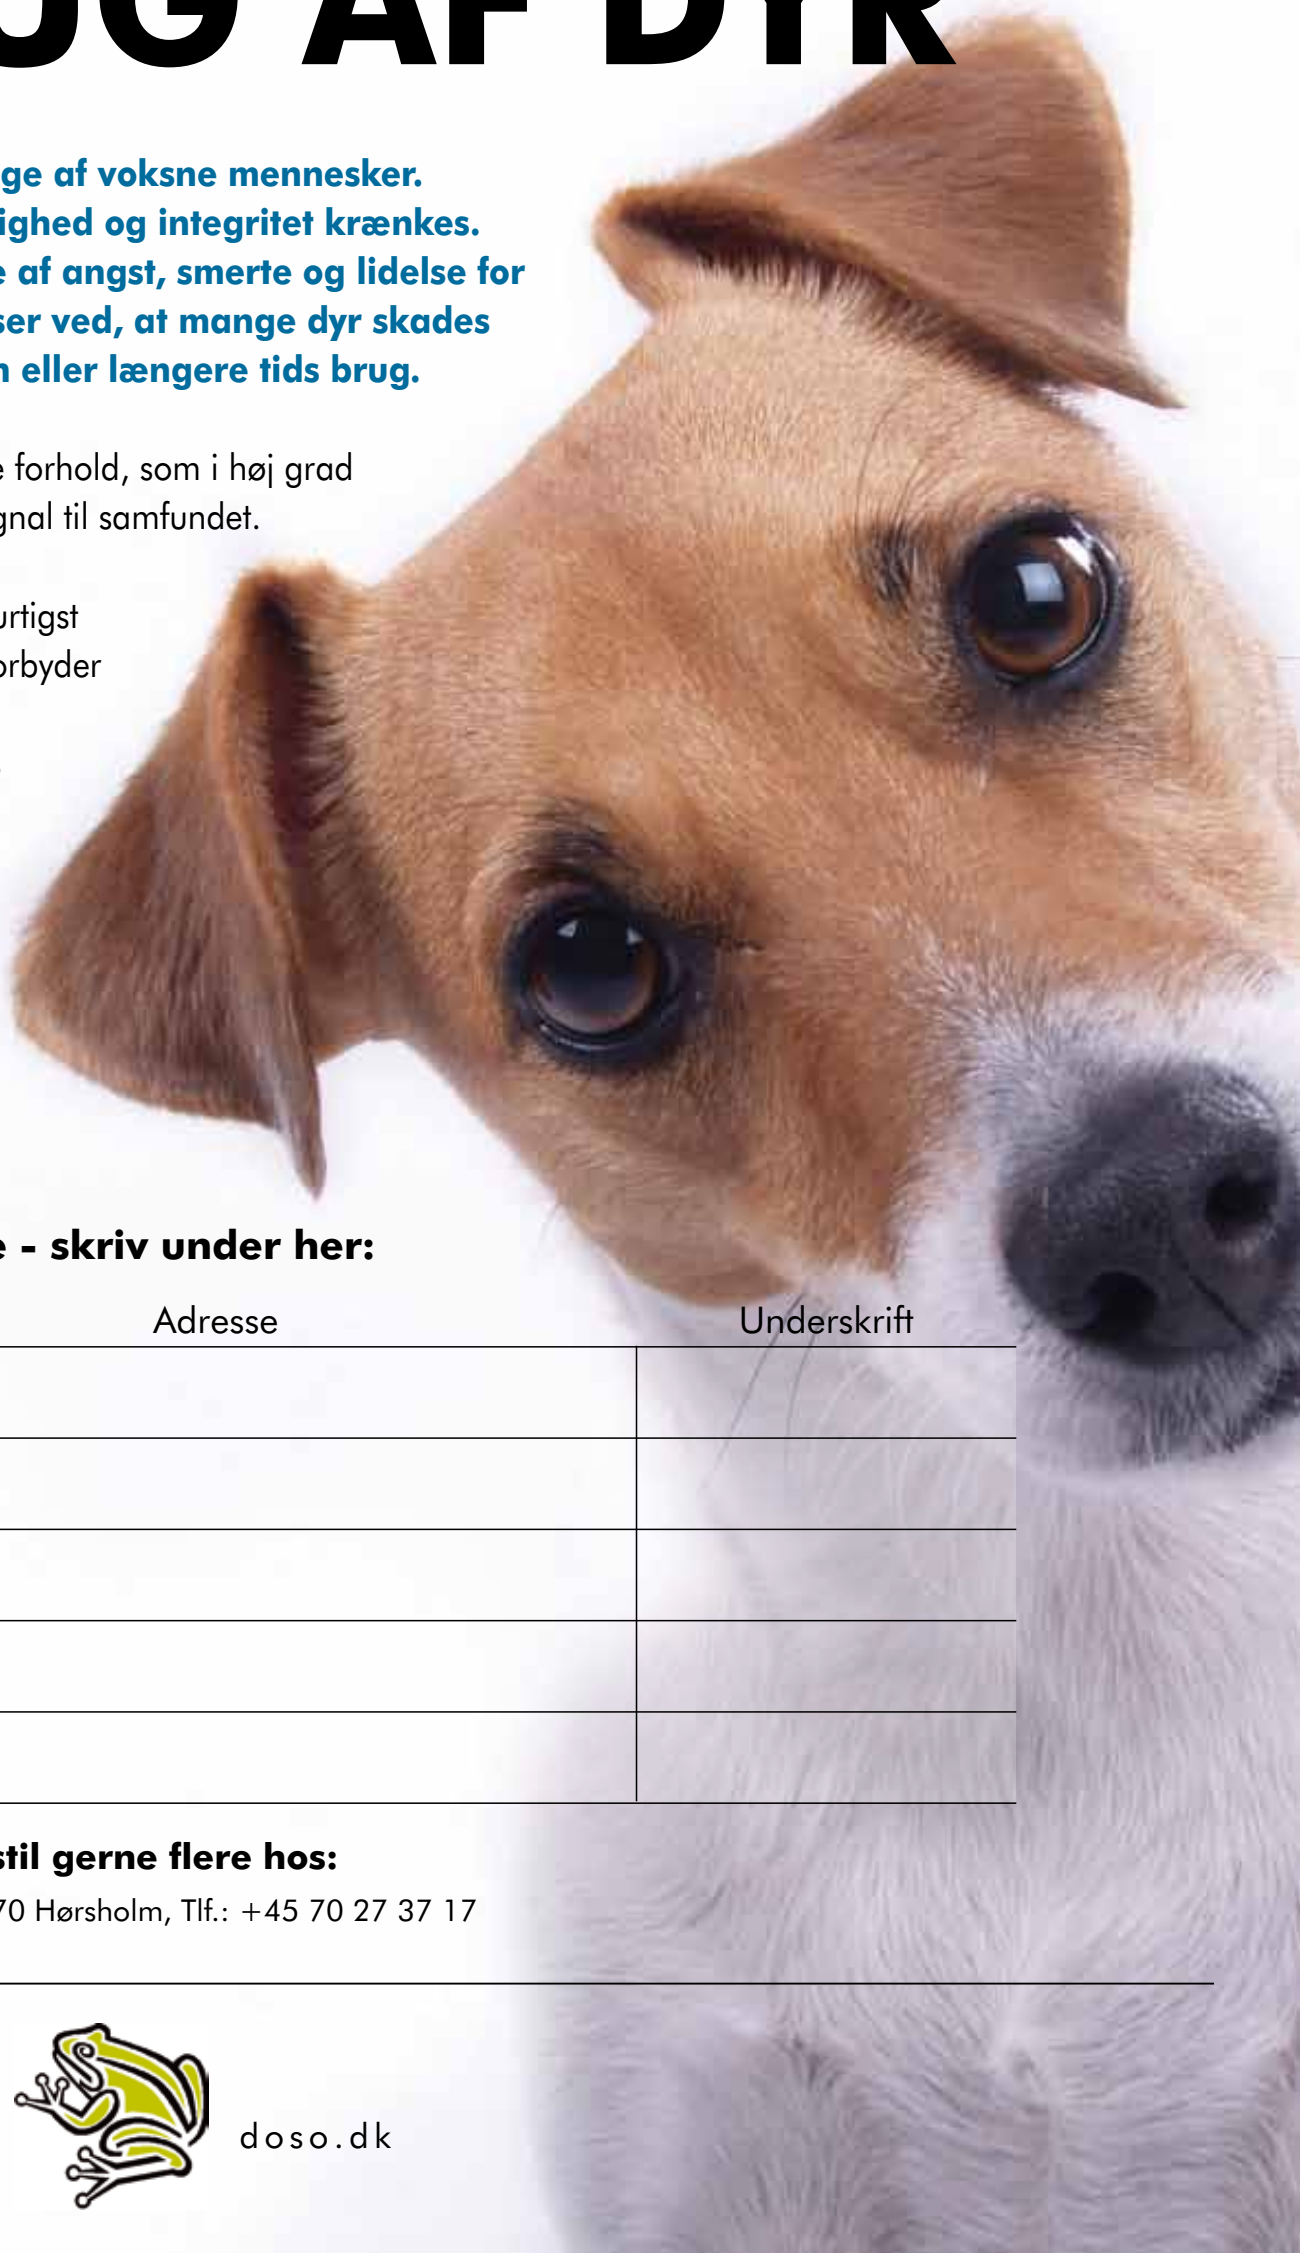 UG AF DYR
ge af voksne mennesker.
ighed og integritet krænkes.
e af angst, smerte og lidelse for
ser ved, at mange dyr skades
n eller længere tids brug.
e forhold, som i høj grad
gnal til samfundet.
urtigst
orbyder
.
e - skriv under her:
Adresse Underskrift
stil gerne flere hos:
70 Hørsholm, Tlf.: +45 70 27 37 17
doso.dk